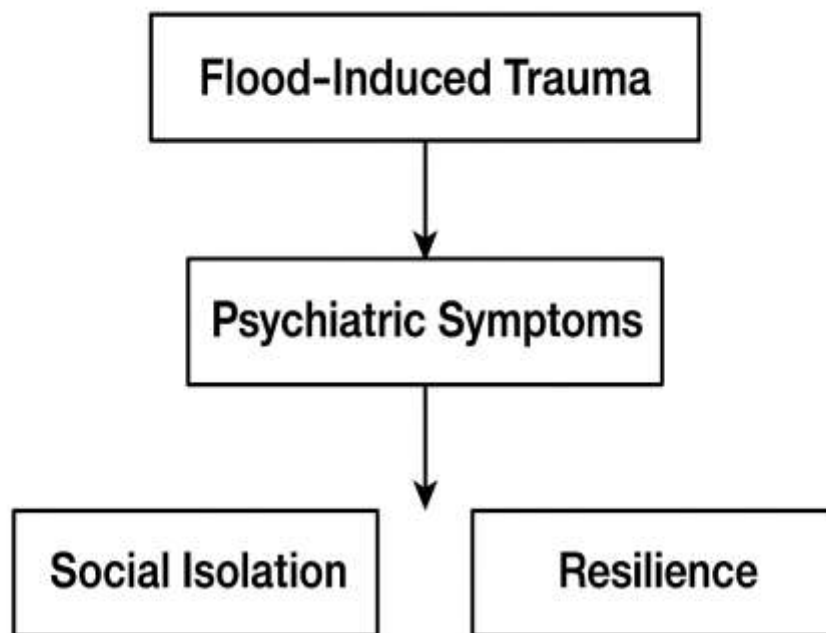 Flood-Induced Trauma
Psychiatric Symptoms
Social Isolation
Resilience